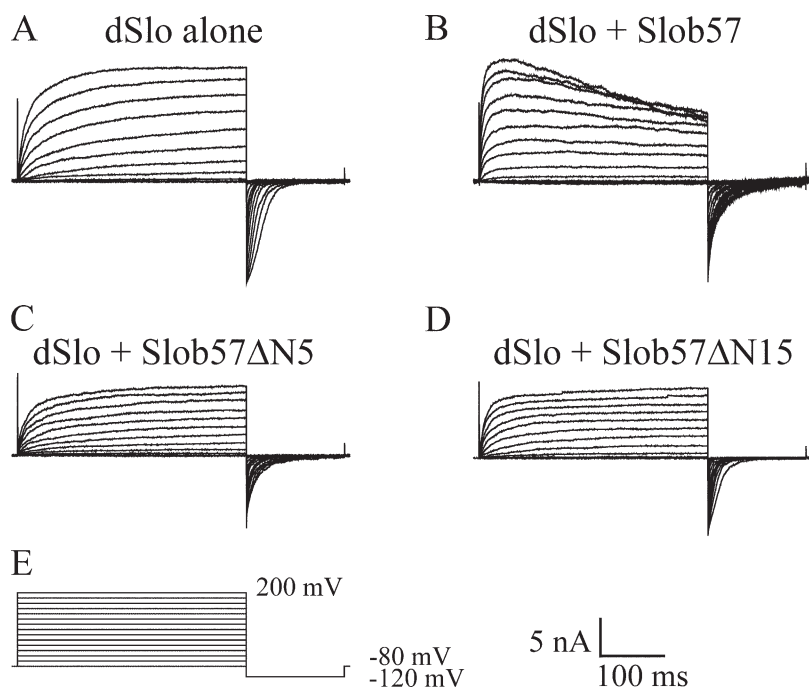 A
dSlo alone
B
dSlo + Slob57
C
dSlo + Slob57ΔN5
D
dSlo + Slob57ΔN15
E
200 mV
-80 mV
-120 mV
5 nA
100 ms